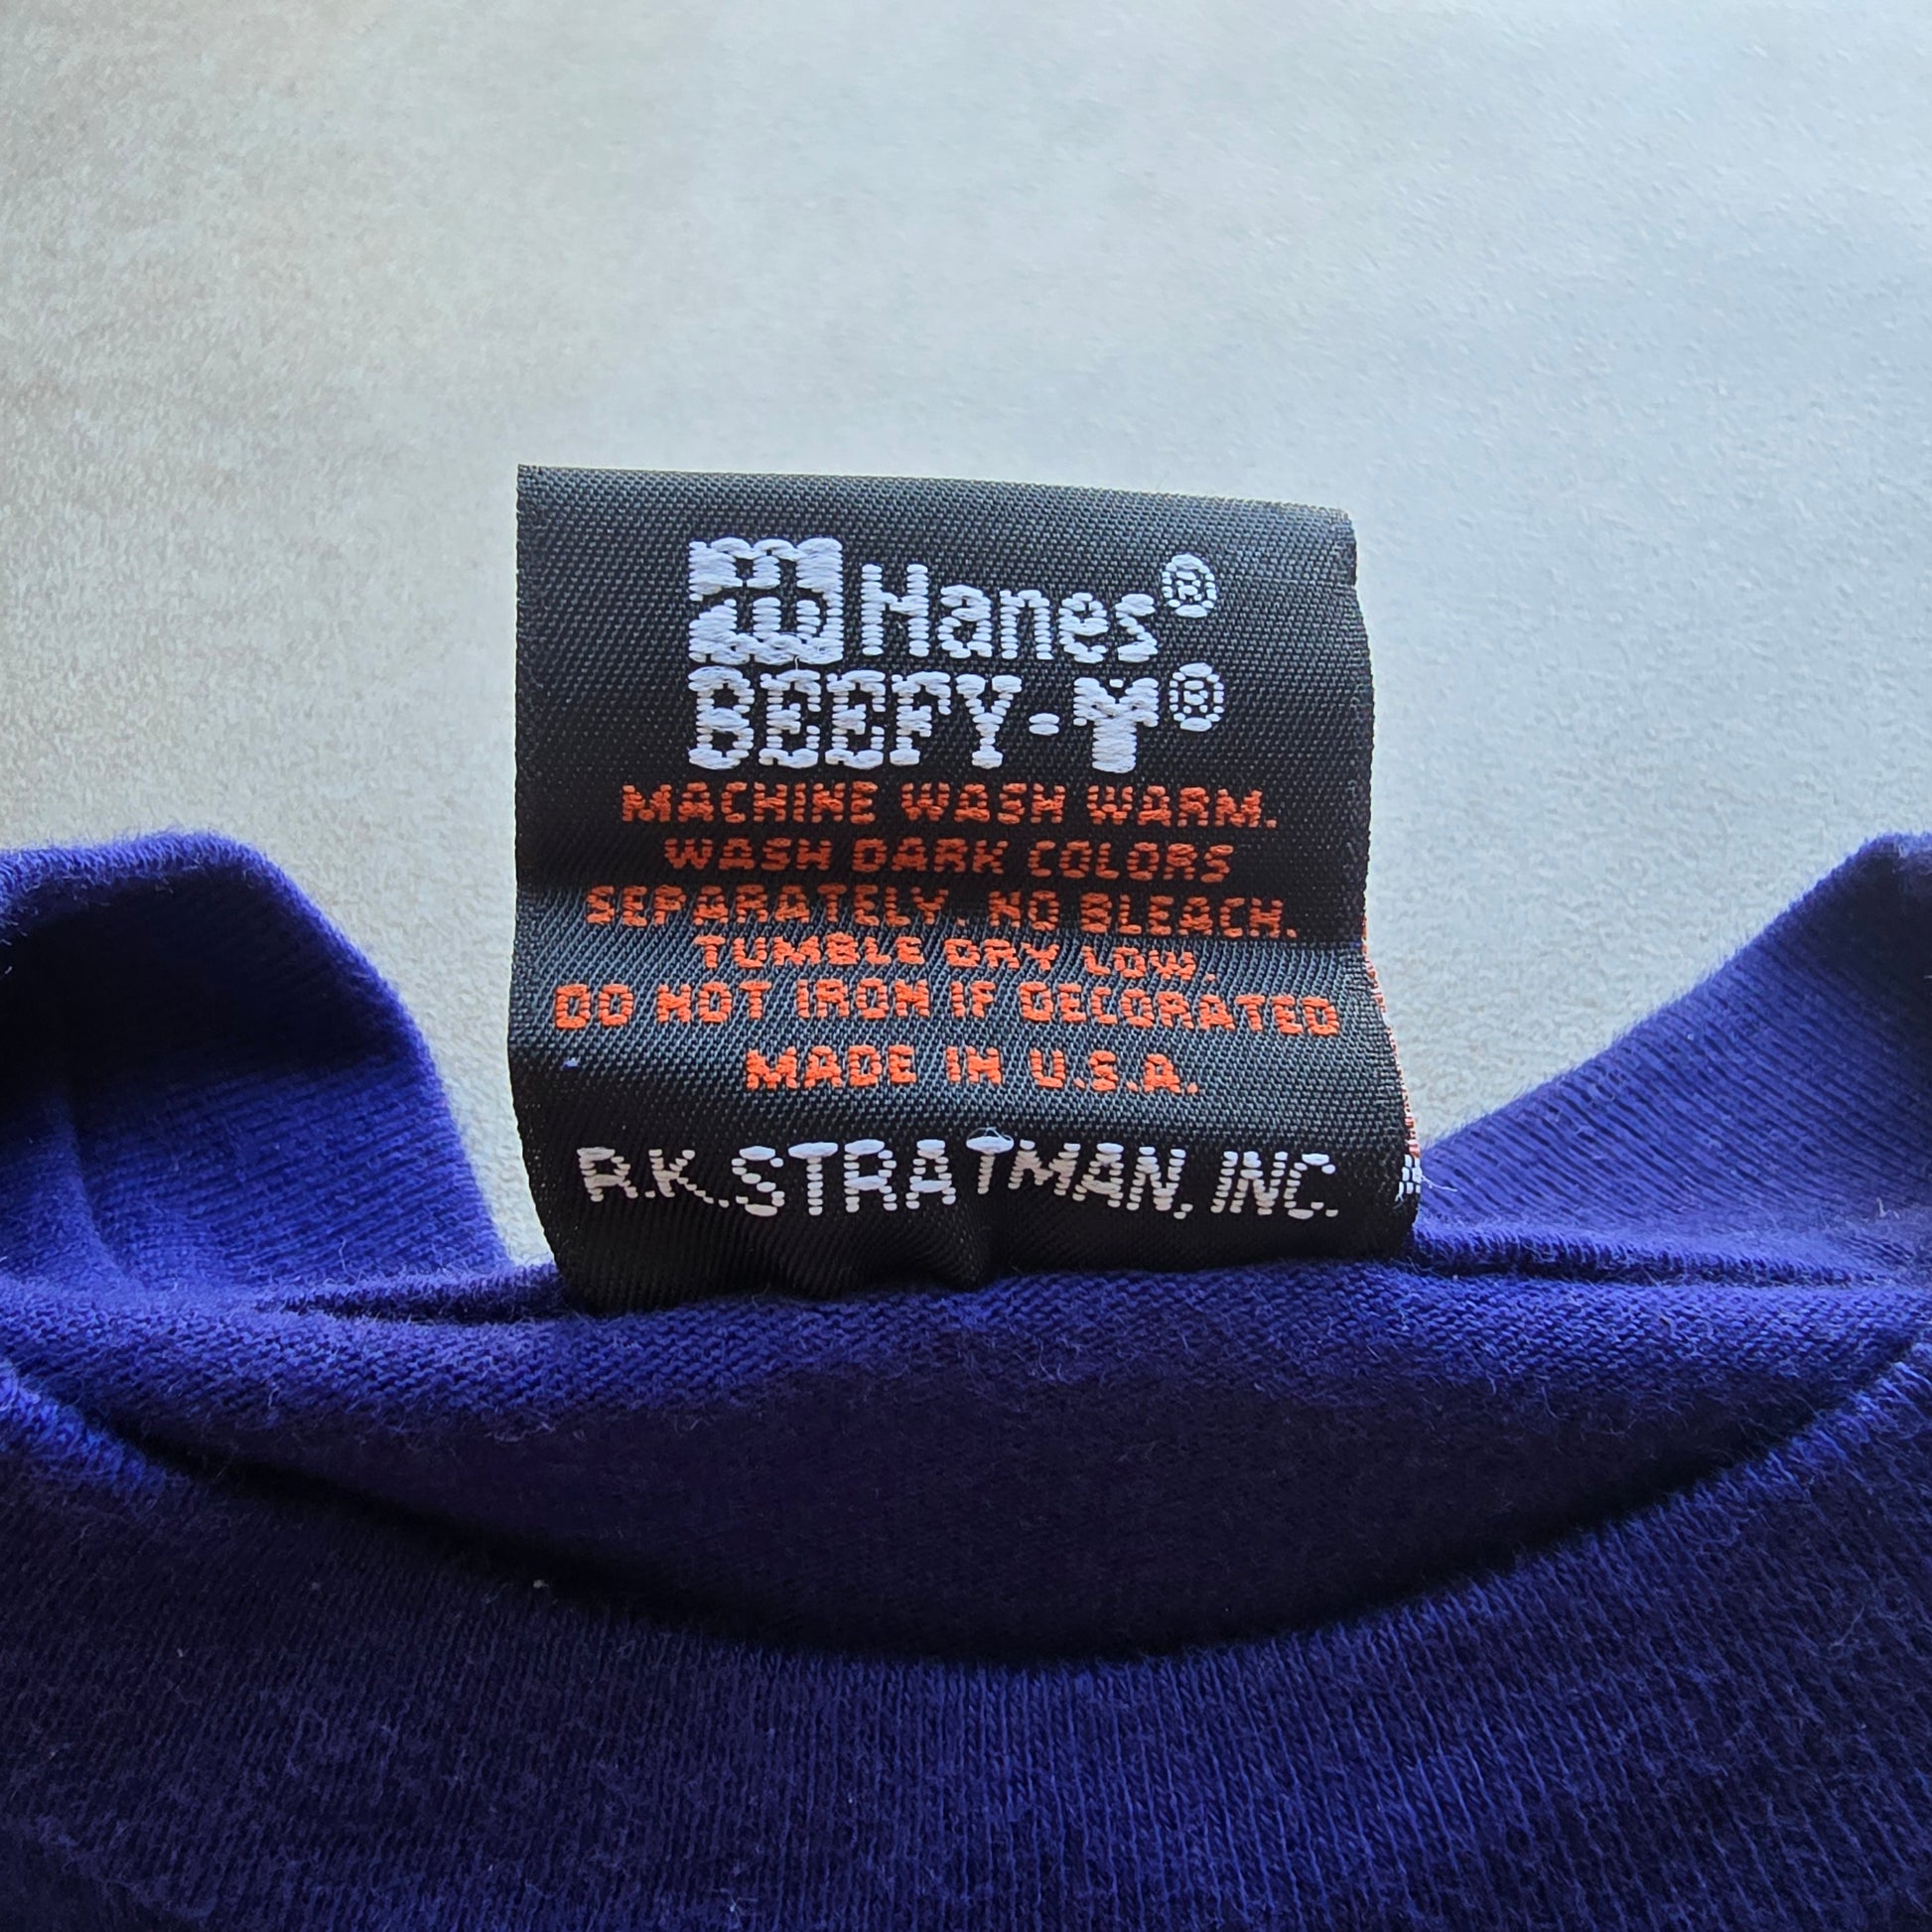 Hanes®
BEEFY-T®
MACHINE WASH WARM.
WASH DARK COLORS
SEPARATELY. NO BLEACH.
TUMBLE DRY LOW.
DO NOT IRON IF DECORATED
MADE IN U.S.A.
R.K. STRATMAN, INC.